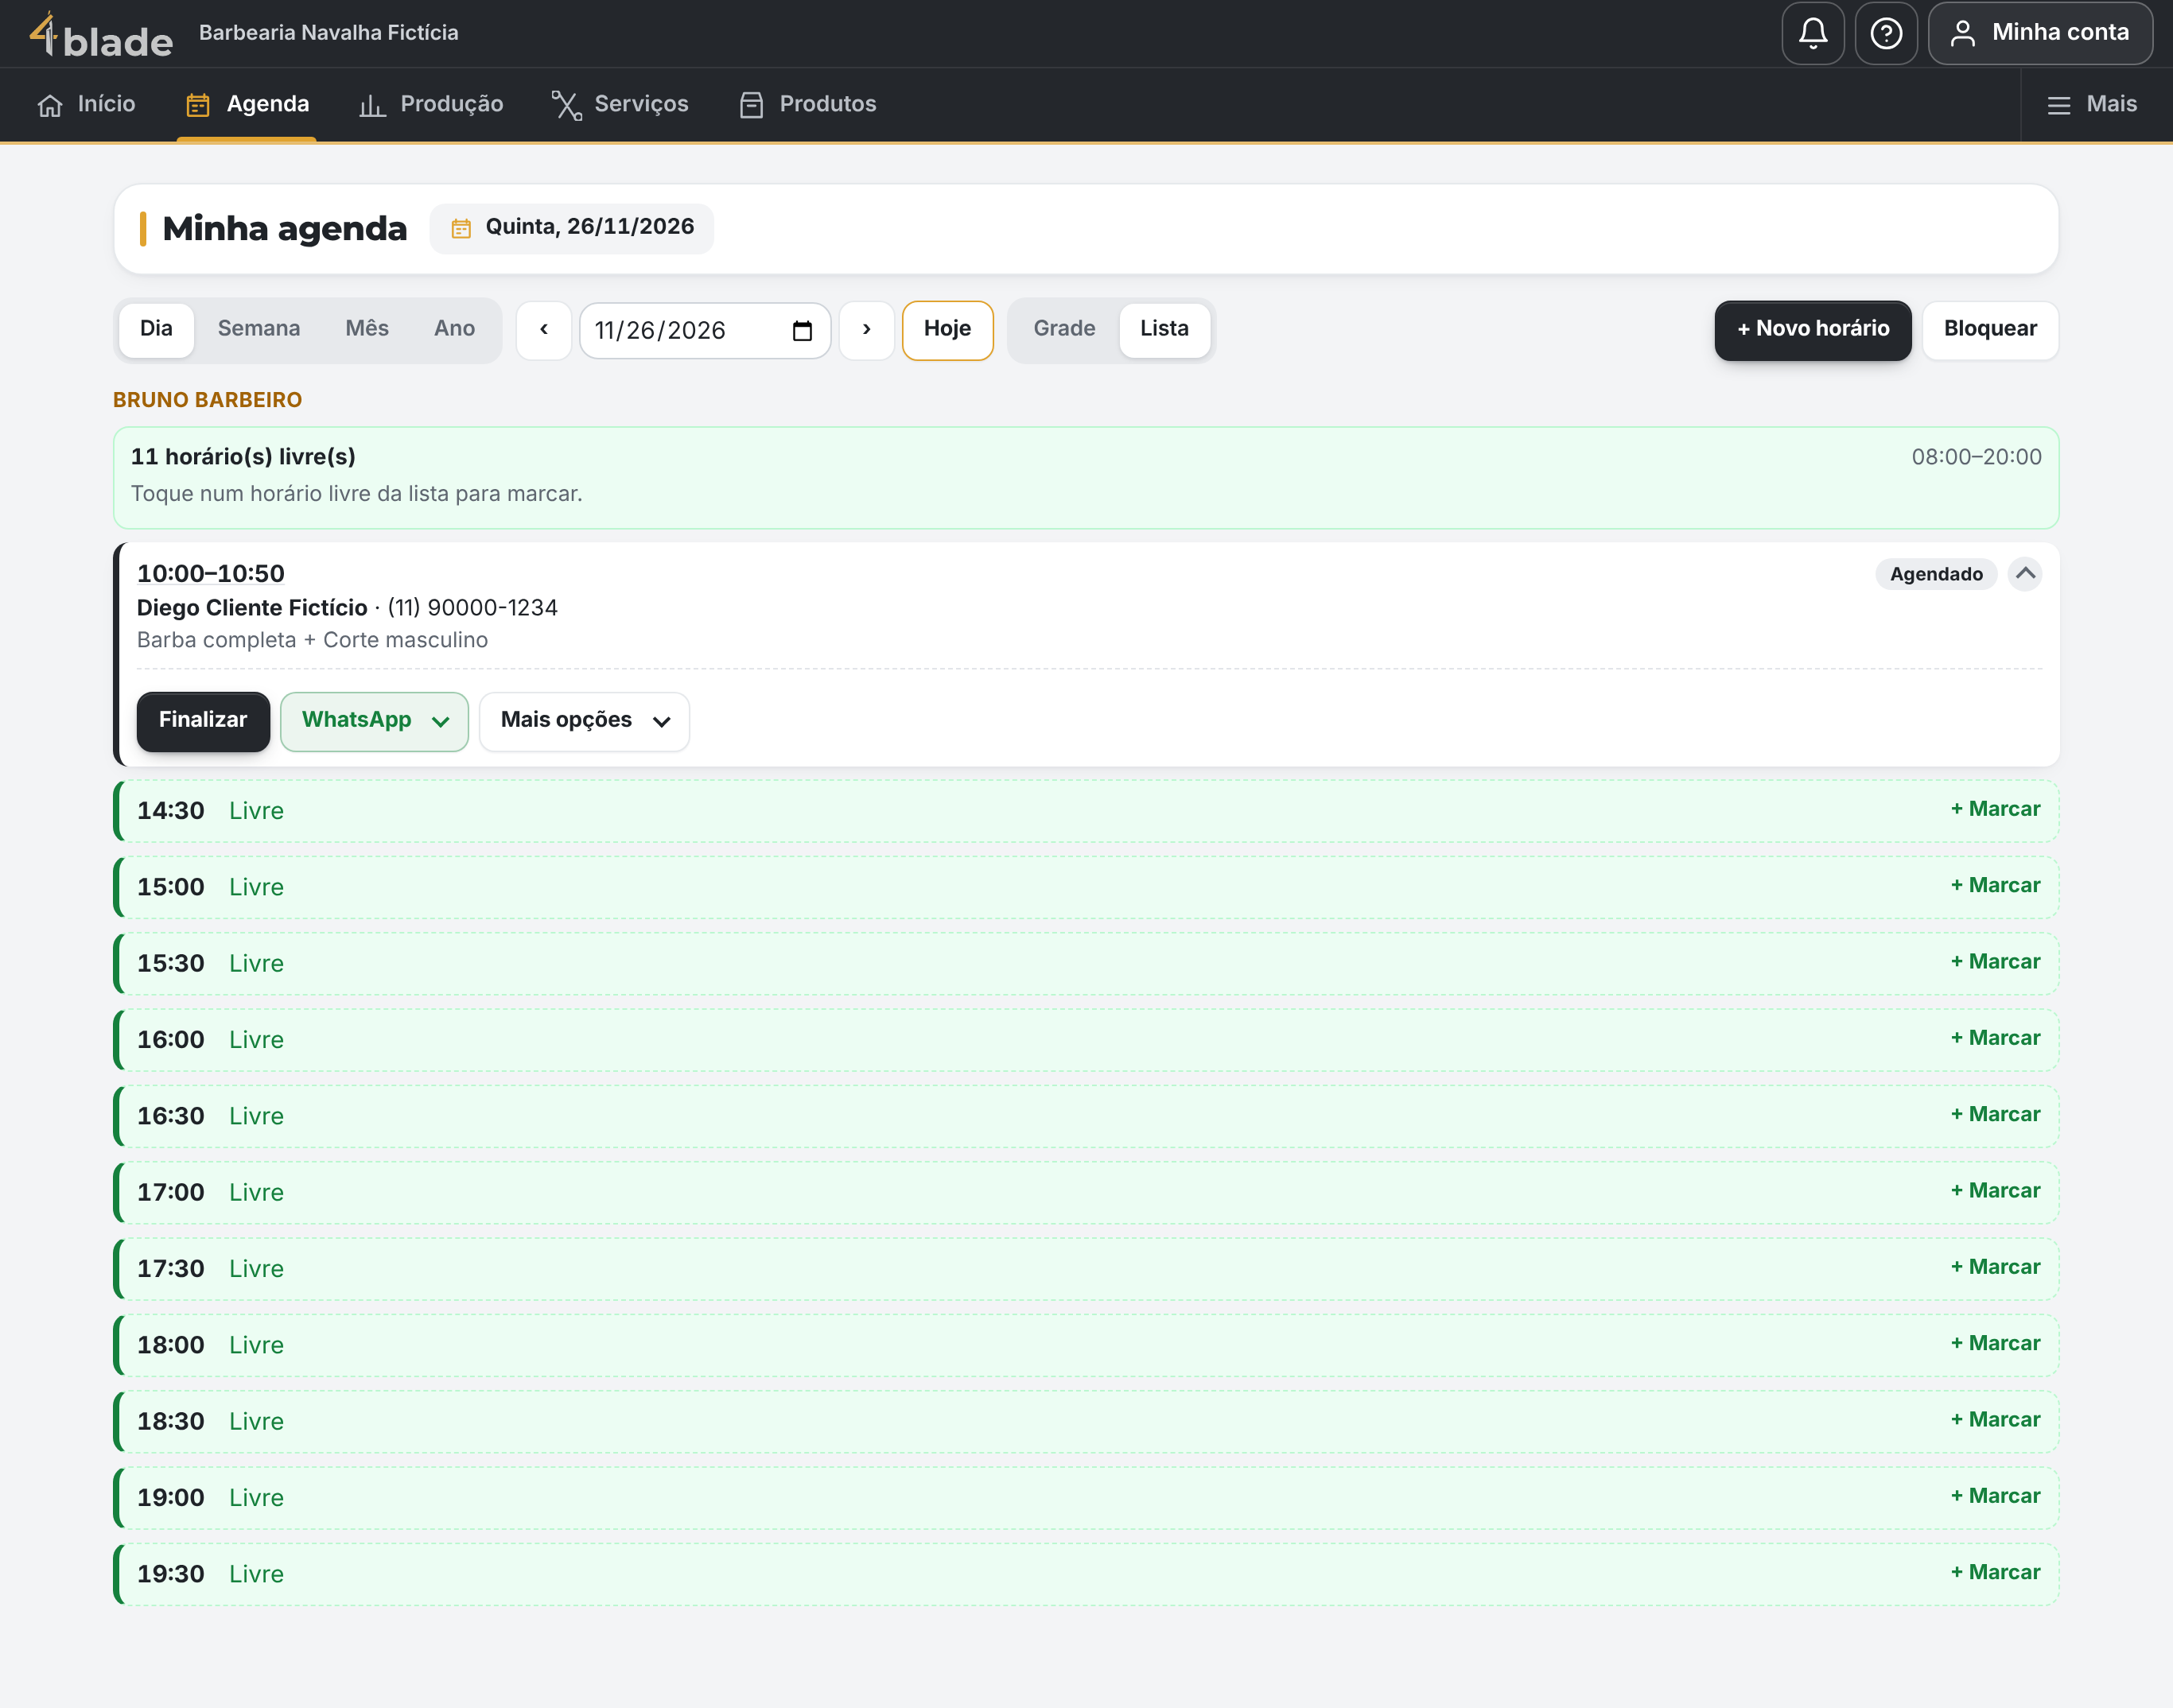 4blade Barbearia Navalha Fictícia Minha conta
Início Agenda Produção Serviços Produtos Mais
Minha agenda Quinta, 26/11/2026
Dia Semana Mês Ano ‹ 11/26/2026 › Hoje Grade Lista + Novo horário Bloquear
BRUNO BARBEIRO
11 horário(s) livre(s) 08:00–20:00
Toque num horário livre da lista para marcar.
10:00–10:50 Agendado
Diego Cliente Fictício · (11) 90000-1234
Barba completa + Corte masculino
Finalizar WhatsApp Mais opções
14:30 Livre + Marcar
15:00 Livre + Marcar
15:30 Livre + Marcar
16:00 Livre + Marcar
16:30 Livre + Marcar
17:00 Livre + Marcar
17:30 Livre + Marcar
18:00 Livre + Marcar
18:30 Livre + Marcar
19:00 Livre + Marcar
19:30 Livre + Marcar